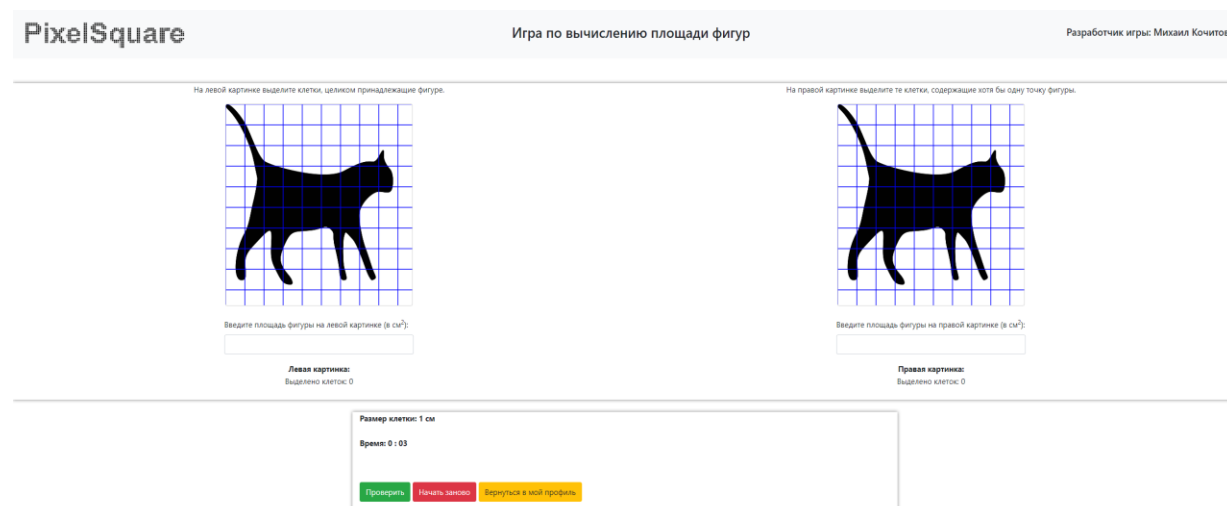 PixelSquare
Игра по вычислению площади фигур
Разработчик игры: Михаил Кочитов
На левой картинке выделите клетки, целиком принадлежащие фигуре.
На правой картинке выделите те клетки, содержащие хотя бы одну точку фигуры.
Введите площадь фигуры на левой картинке (в см²):
Введите площадь фигуры на правой картинке (в см²):
Левая картинка:
Выделено клеток: 0
Правая картинка:
Выделено клеток: 0
Размер клетки: 1 см
Время: 0 : 03
Проверить
Начать заново
Вернуться в мой профиль